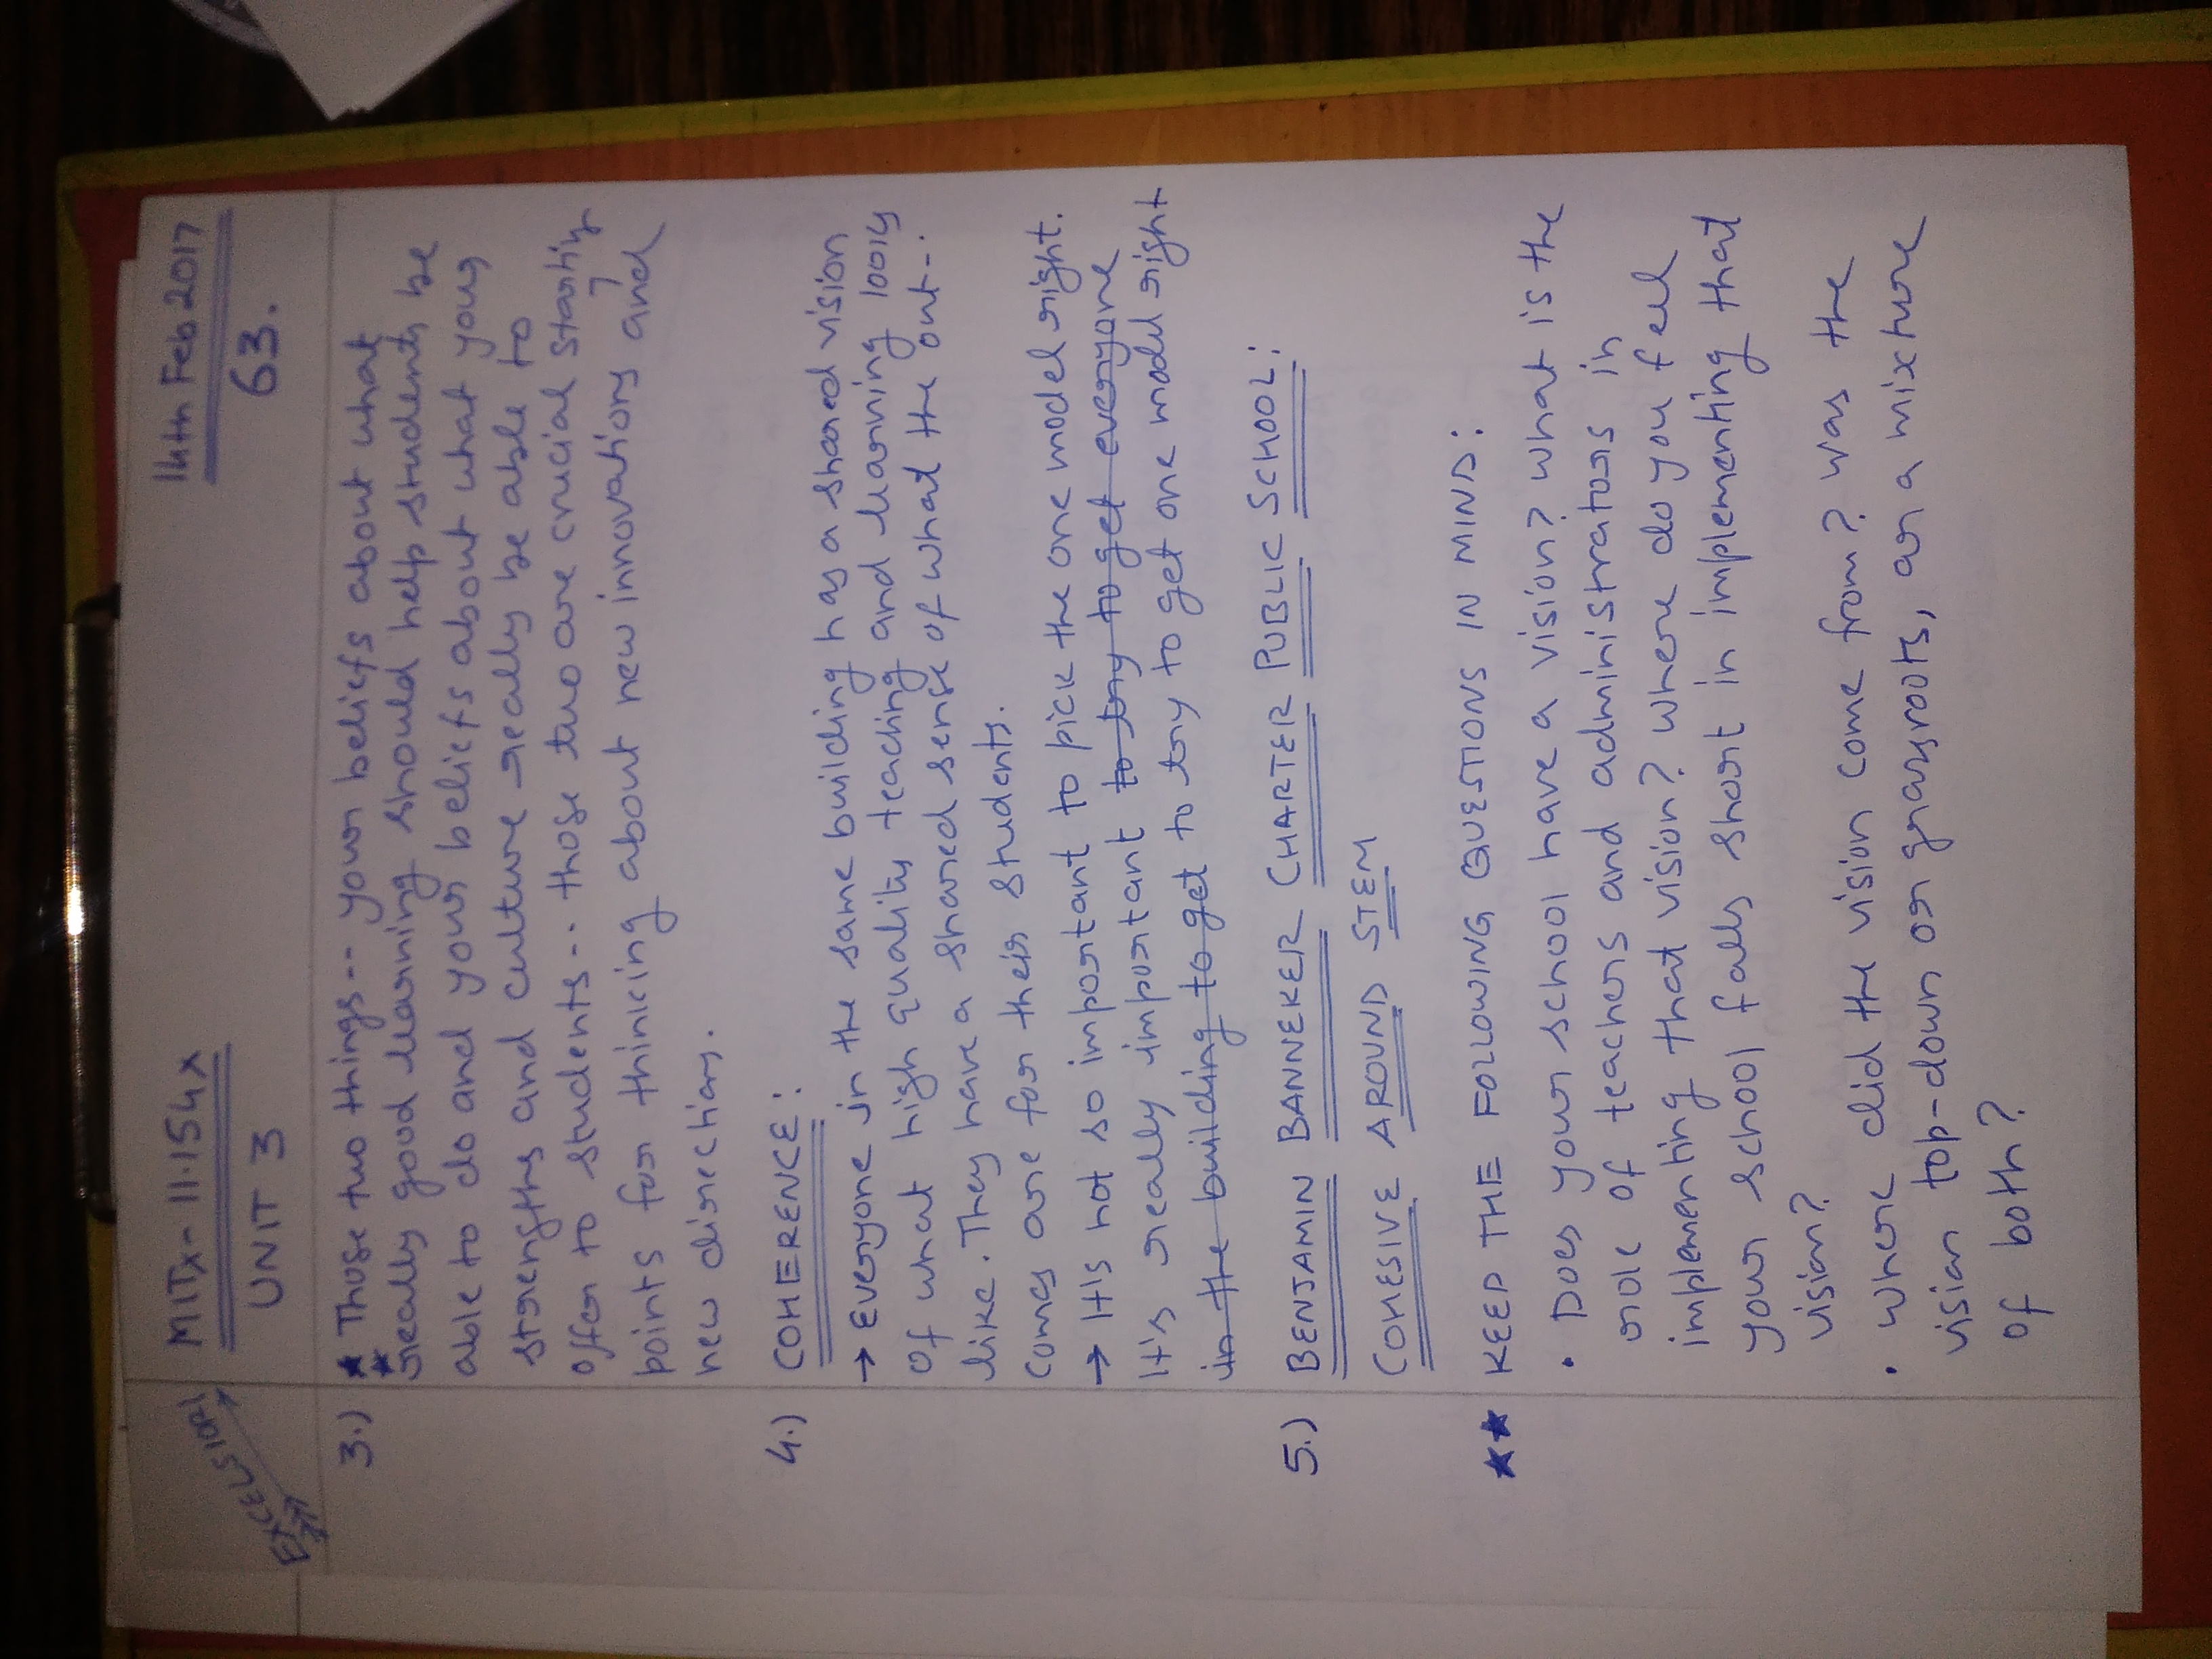 EXCELSIOR!
MITx- 11.154x
14th Feb 2017
UNIT 3
63.
3.) ★ Those two things-- your beliefs about what
★ really good learning should help students be
able to do and your beliefs about what your
strengths and culture really be able to
offer to students-- those two are crucial starting
points for thinking about new innovations and
new directions.
4.) COHERENCE:
→ Everyone in the same building has a shared vision
of what high quality teaching and learning looks
like. They have a shared sense of what the out-
comes are for their students.
→ It's not so important to pick the one model right.
It's really important to try to get everyone
in the building to get to try to get one model right
5.) BENJAMIN BANNEKER CHARTER PUBLIC SCHOOL:
COHESIVE AROUND STEM
★★ KEEP THE FOLLOWING QUESTIONS IN MIND:
• Does your school have a vision? What is the
role of teachers and administrators in
implementing that vision? Where do you feel
your school falls short in implementing that
vision?
• Where did the vision come from? Was the
vision top-down or grassroots, or a mixture
of both?